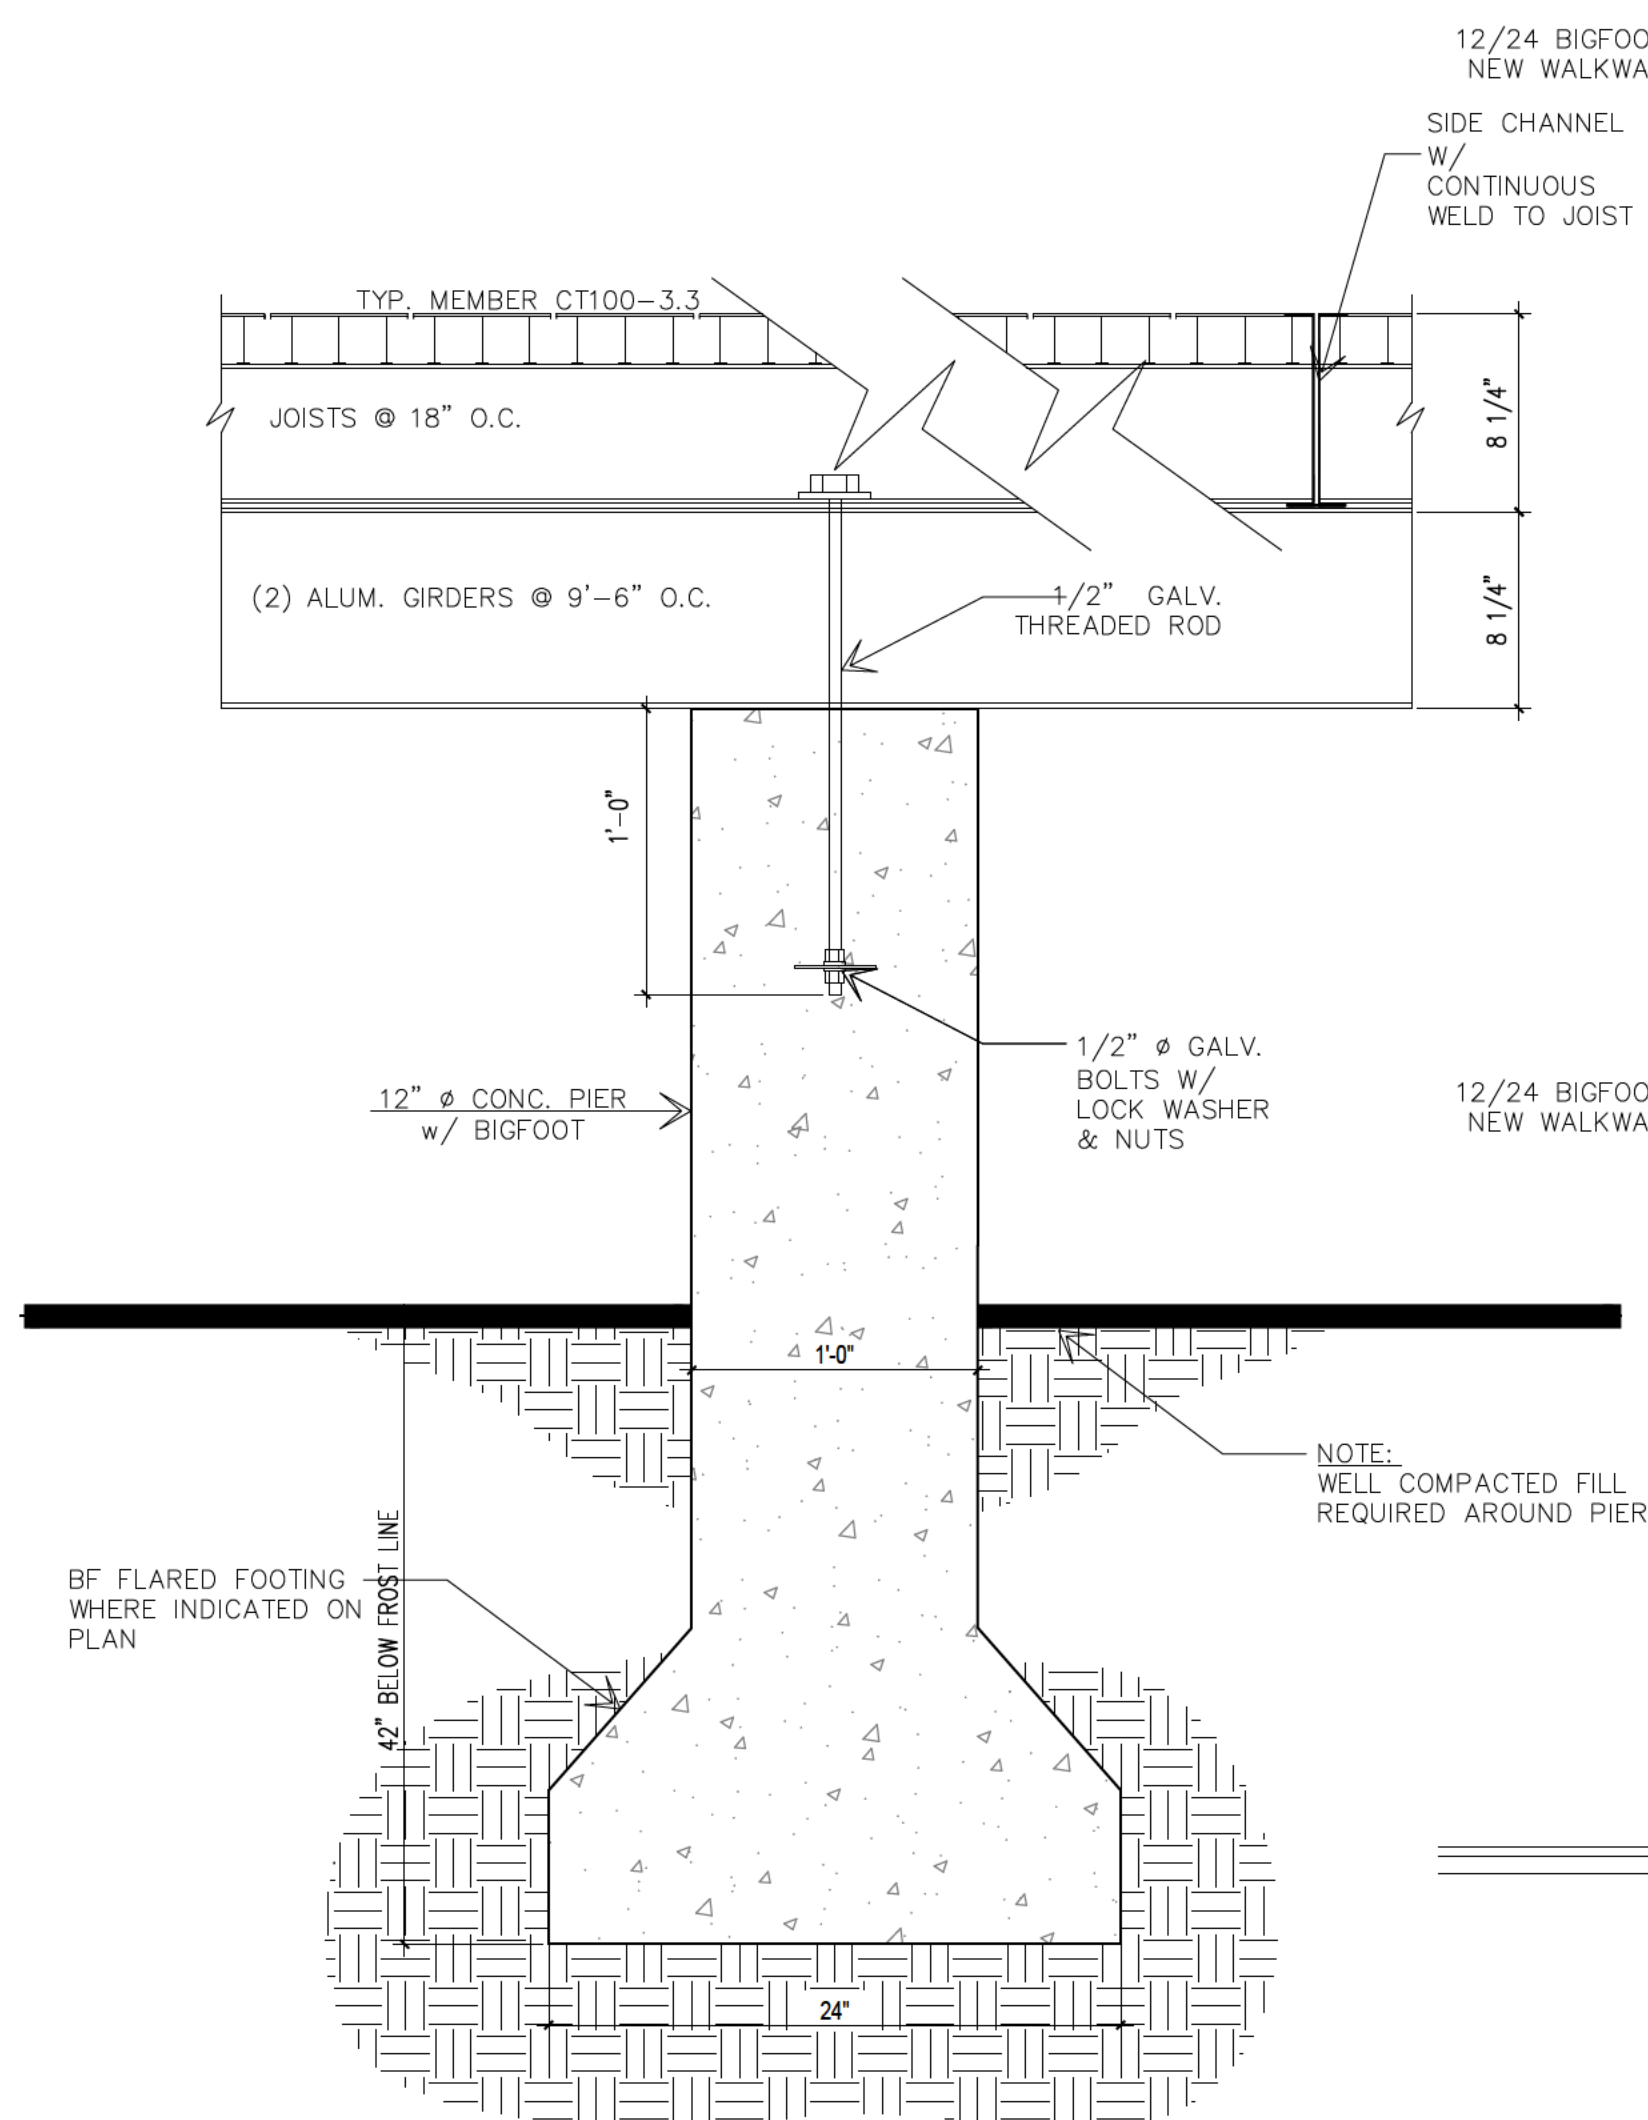 12/24 BIGFOO
NEW WALKWA
SIDE CHANNEL
W/
CONTINUOUS
WELD TO JOIST
TYP. MEMBER CT100-3.3
JOISTS @ 18" O.C.
8 1/4"
(2) ALUM. GIRDERS @ 9'-6" O.C.
1/2" GALV.
THREADED ROD
8 1/4"
1'-0"
1/2" ø GALV.
BOLTS W/
LOCK WASHER
& NUTS
12" ø CONC. PIER
w/ BIGFOOT
12/24 BIGFOO
NEW WALKWA
1'-0"
NOTE:
WELL COMPACTED FILL
REQUIRED AROUND PIER
BF FLARED FOOTING
WHERE INDICATED ON
PLAN
42" BELOW FROST LINE
24"